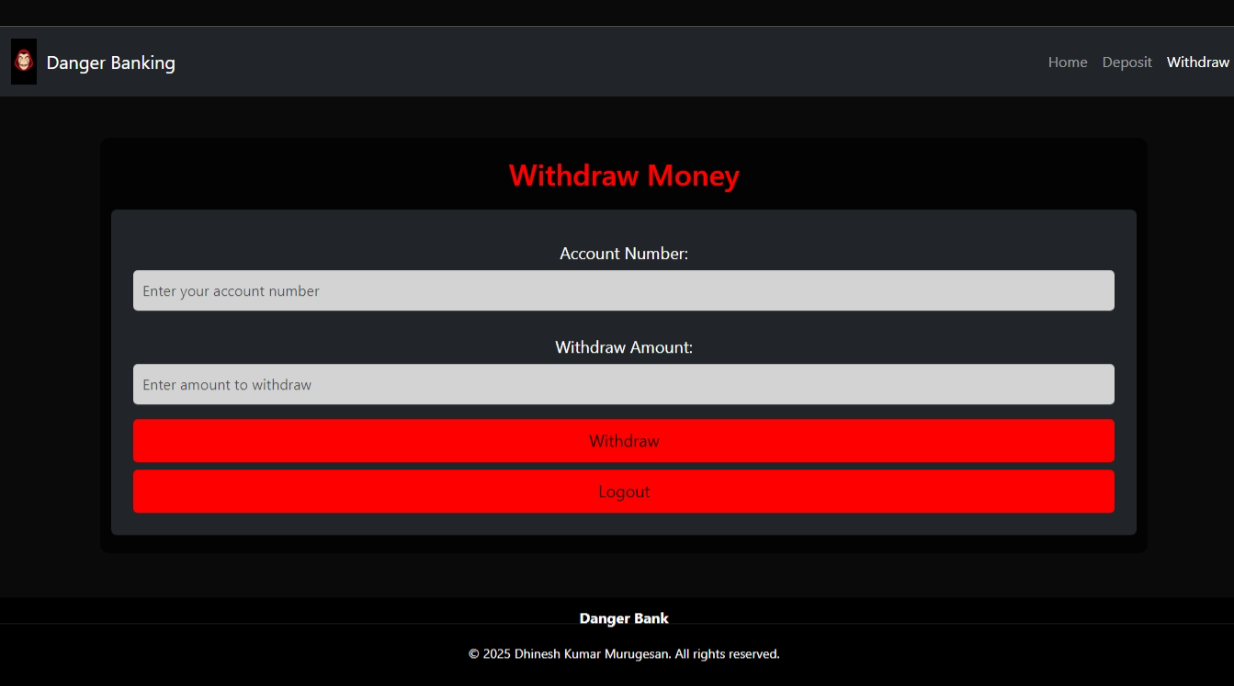 Danger Banking
Home Deposit Withdraw
Withdraw Money
Account Number:
Enter your account number
Withdraw Amount:
Enter amount to withdraw
Withdraw
Logout
Danger Bank
© 2025 Dhinesh Kumar Murugesan. All rights reserved.